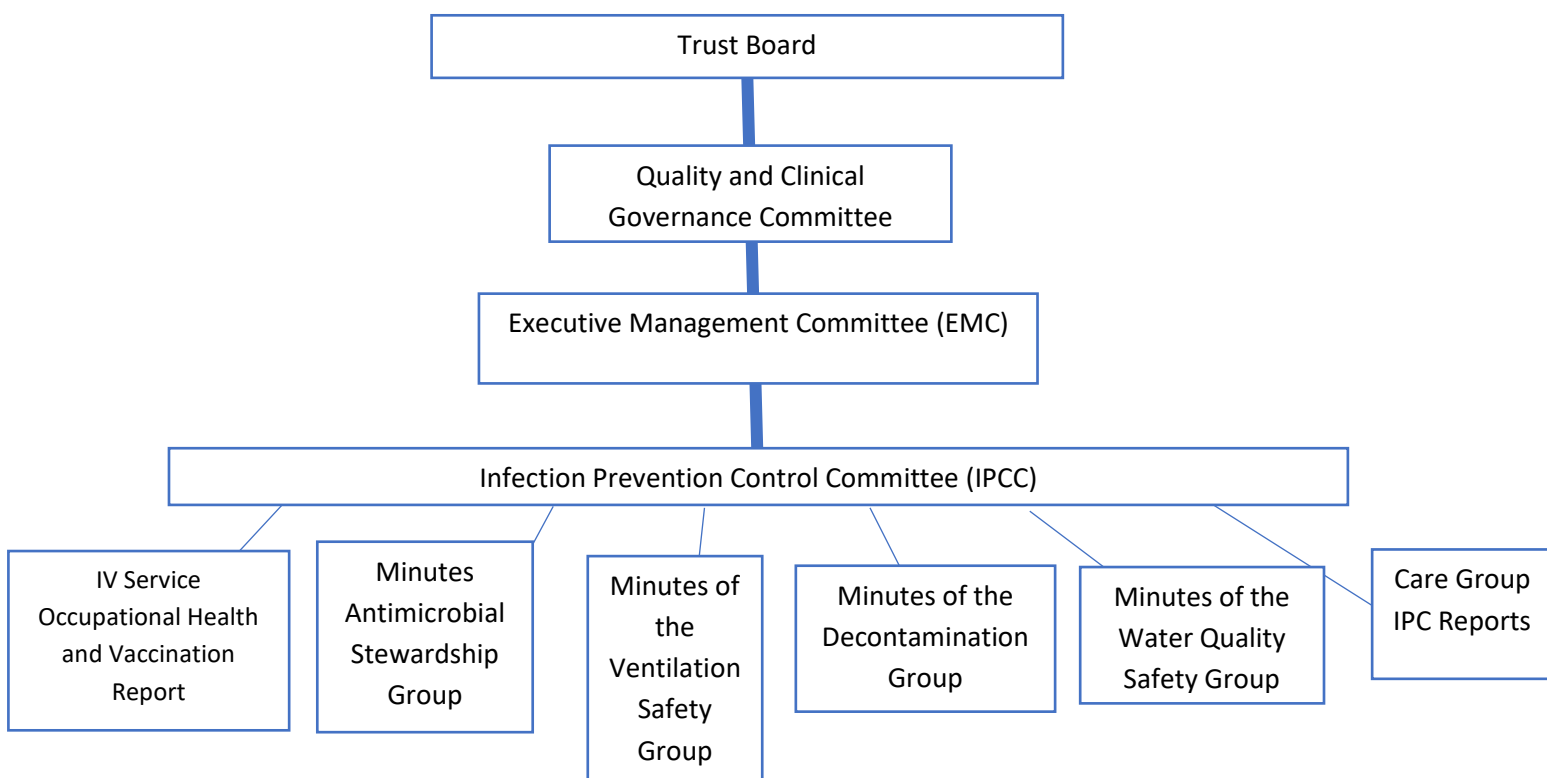 Trust Board
Quality and Clinical
Governance Committee
Executive Management Committee (EMC)
Infection Prevention Control Committee (IPCC)
IV Service
Occupational Health
and Vaccination
Report
Minutes
Antimicrobial
Stewardship
Group
Minutes of
the
Ventilation
Safety
Group
Minutes of the
Decontamination
Group
Minutes of the
Water Quality
Safety Group
Care Group
IPC Reports